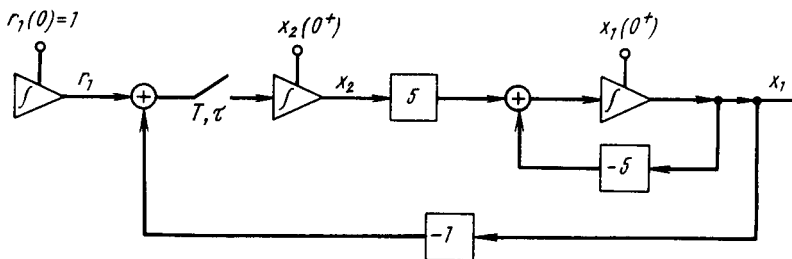 r₁(0)=1
x₂(0⁺)
x₁(0⁺)
∫
r₁
+
T, τ
∫
x₂
5
+
∫
x₁
-5
-1